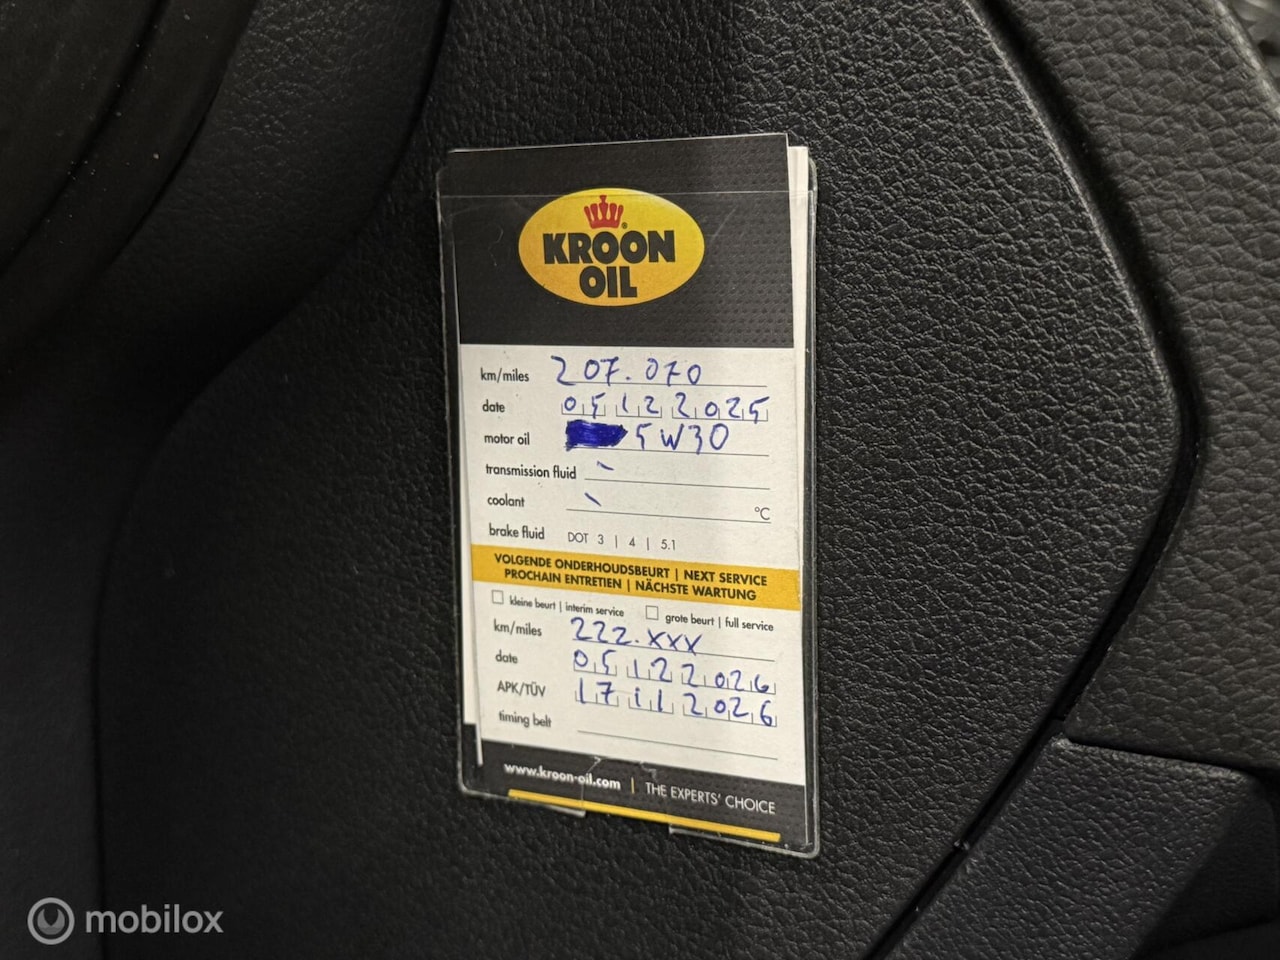 KROON
OIL
km/miles 207.070
date 05122025
motor oil 5W30
transmission fluid -
coolant - °C
brake fluid DOT 3 | 4 | 5.1
VOLGENDE ONDERHOUDSBEURT | NEXT SERVICE
PROCHAIN ENTRETIEN | NÄCHSTE WARTUNG
kleine beurt | interim service grote beurt | full service
km/miles 222.xxx
date 05122026
APK/TÜV 17112026
timing belt
www.kroon-oil.com | THE EXPERTS' CHOICE
mobilox